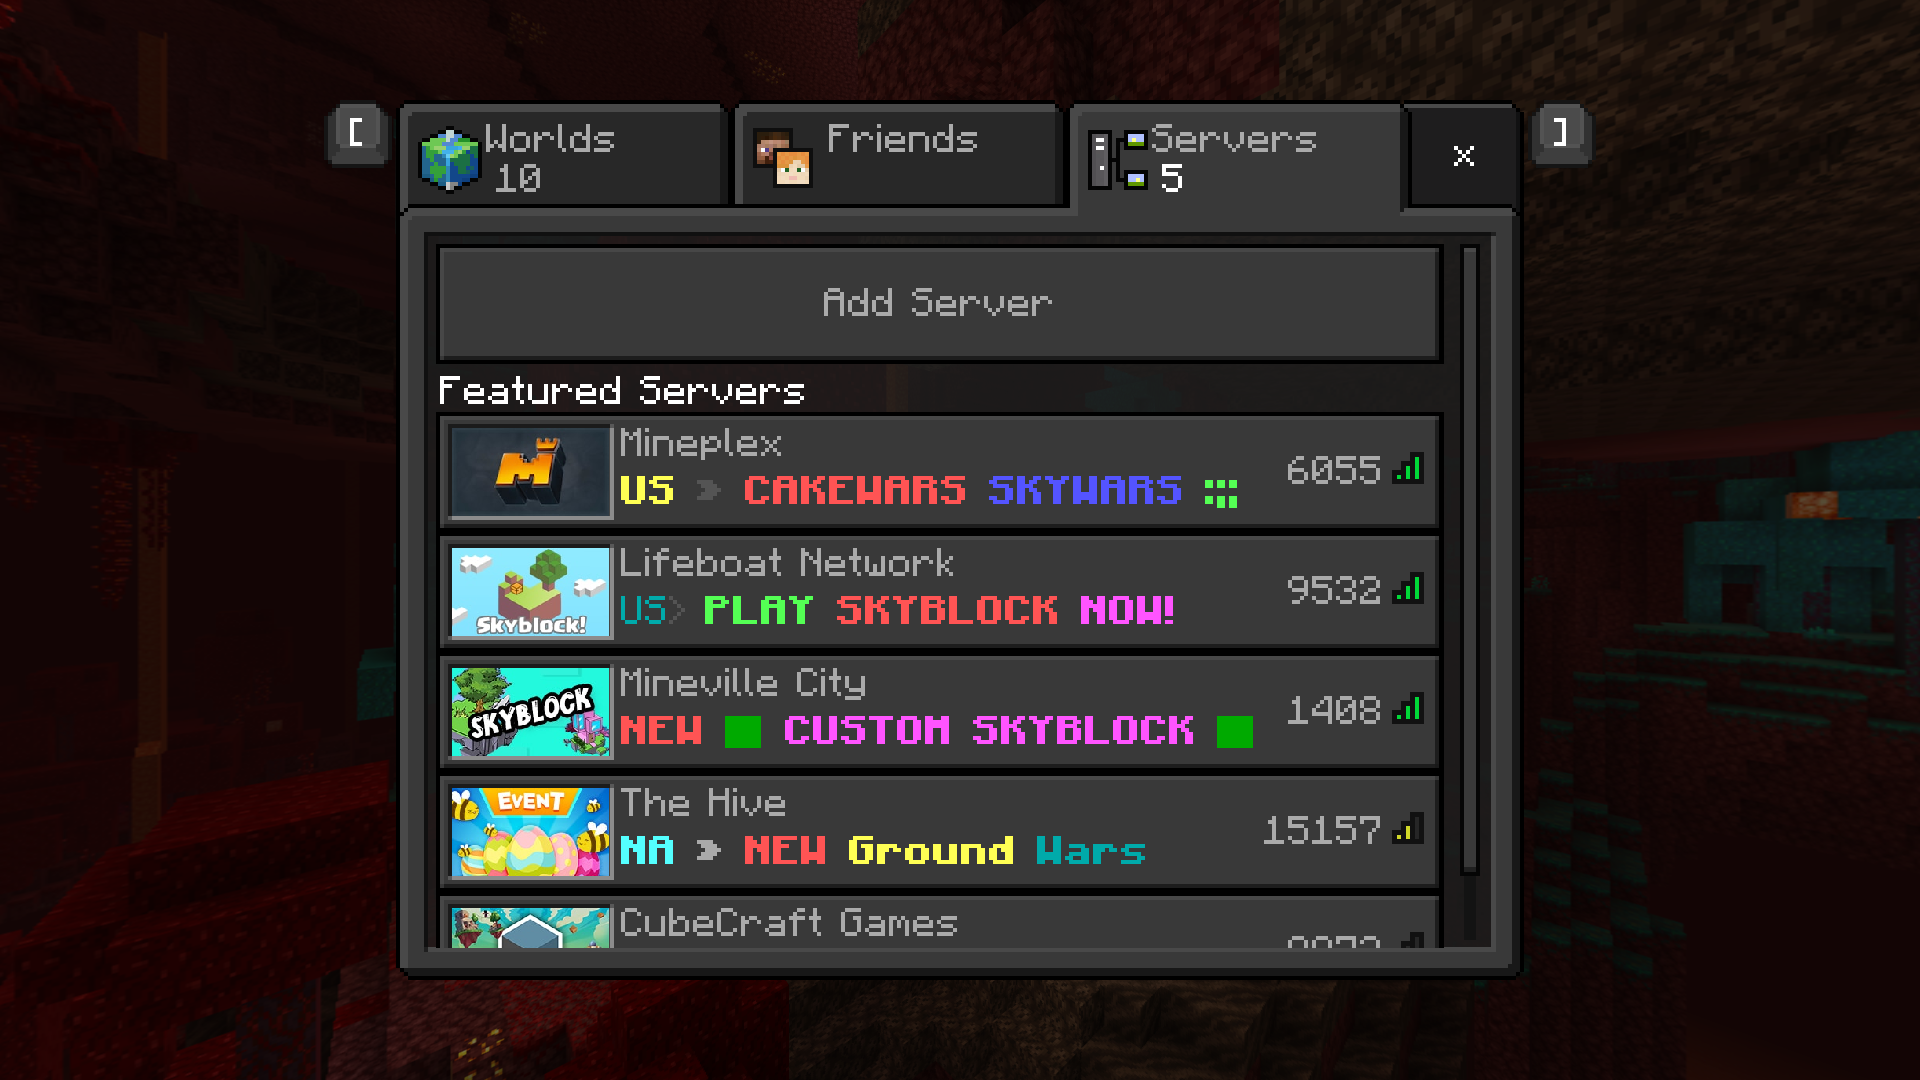 [
Worlds
10
Friends
Servers
5
x
]
Add Server
Featured Servers
Mineplex
US > CAKEWARS SKYWARS
6055
Skyblock!
Lifeboat Network
US> PLAY SKYBLOCK NOW!
9532
SKYBLOCK
Mineville City
NEW CUSTOM SKYBLOCK
1408
EVENT
The Hive
NA > NEW Ground Wars
15157
CubeCraft Games